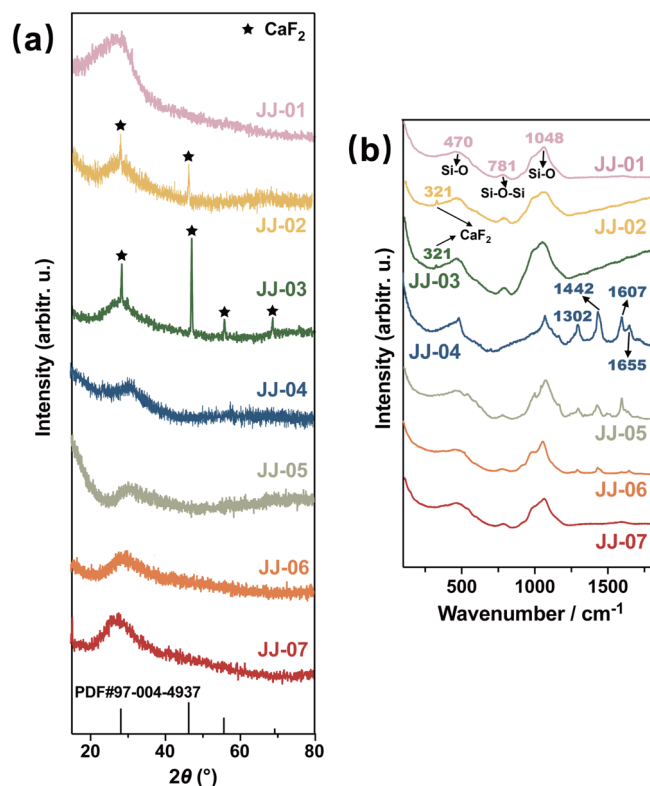 (a)
★ CaF2
JJ-01
JJ-02
JJ-03
JJ-04
JJ-05
JJ-06
JJ-07
PDF#97-004-4937
20 40 60 80
2θ (°)
Intensity (arbitr. u.)
(b)
470 1048
JJ-01
Si-O 781 Si-O
Si-O-Si
321 JJ-02
CaF2
321
JJ-03 1442 1607
1302
JJ-04
1655
JJ-05
JJ-06
JJ-07
500 1000 1500
Wavenumber / cm-1
Intensity (arbitr. u.)